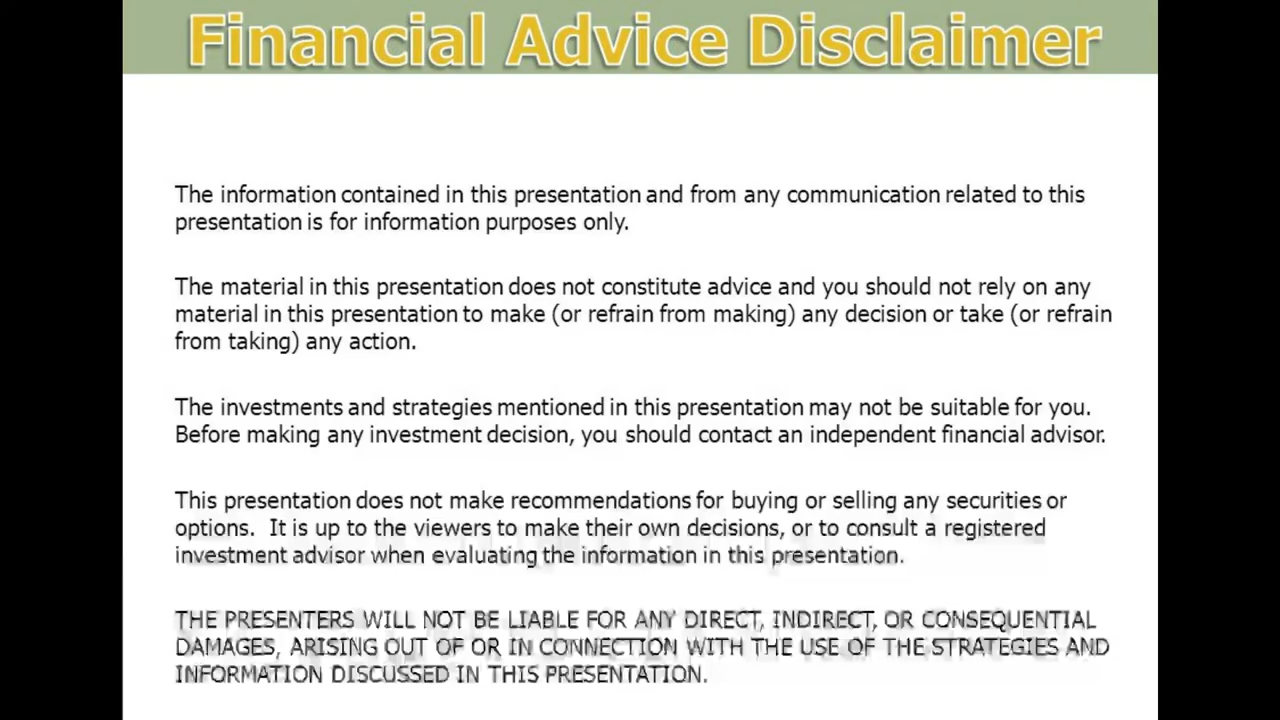 Financial Advice Disclaimer
The information contained in this presentation and from any communication related to this
presentation is for information purposes only.
The material in this presentation does not constitute advice and you should not rely on any
material in this presentation to make (or refrain from making) any decision or take (or refrain
from taking) any action.
The investments and strategies mentioned in this presentation may not be suitable for you.
Before making any investment decision, you should contact an independent financial advisor.
This presentation does not make recommendations for buying or selling any securities or
options. It is up to the viewers to make their own decisions, or to consult a registered
investment advisor when evaluating the information in this presentation.
THE PRESENTERS WILL NOT BE LIABLE FOR ANY DIRECT, INDIRECT, OR CONSEQUENTIAL
DAMAGES, ARISING OUT OF OR IN CONNECTION WITH THE USE OF THE STRATEGIES AND
INFORMATION DISCUSSED IN THIS PRESENTATION.